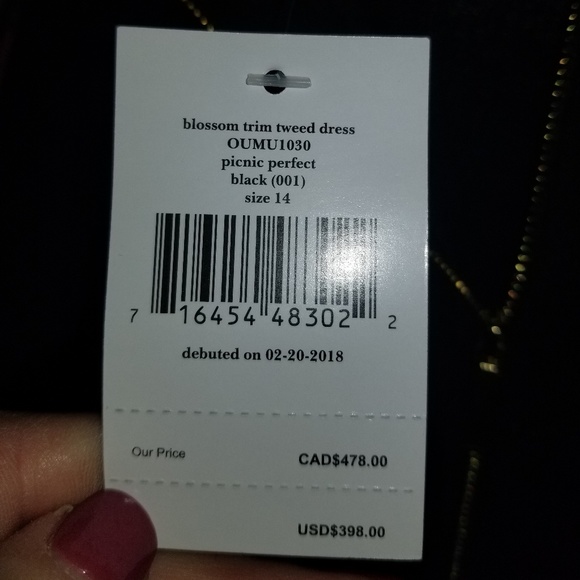 blossom trim tweed dress
OUMU1030
picnic perfect
black (001)
size 14
7 16454 48302 2
debuted on 02-20-2018
Our Price CAD$478.00
USD$398.00